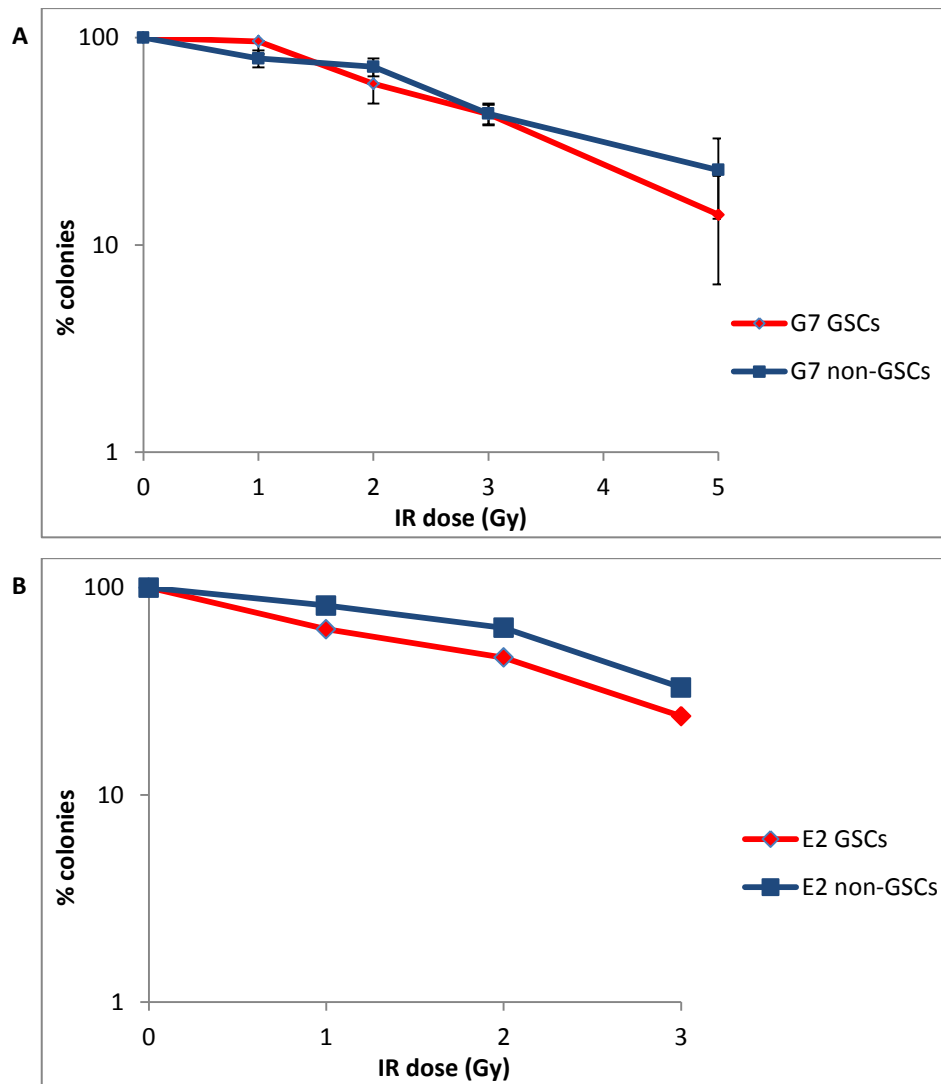 A
100
10
1
% colonies
0 1 2 3 4 5
IR dose (Gy)
G7 GSCs
G7 non-GSCs
B
100
10
1
% colonies
0 1 2 3
IR dose (Gy)
E2 GSCs
E2 non-GSCs